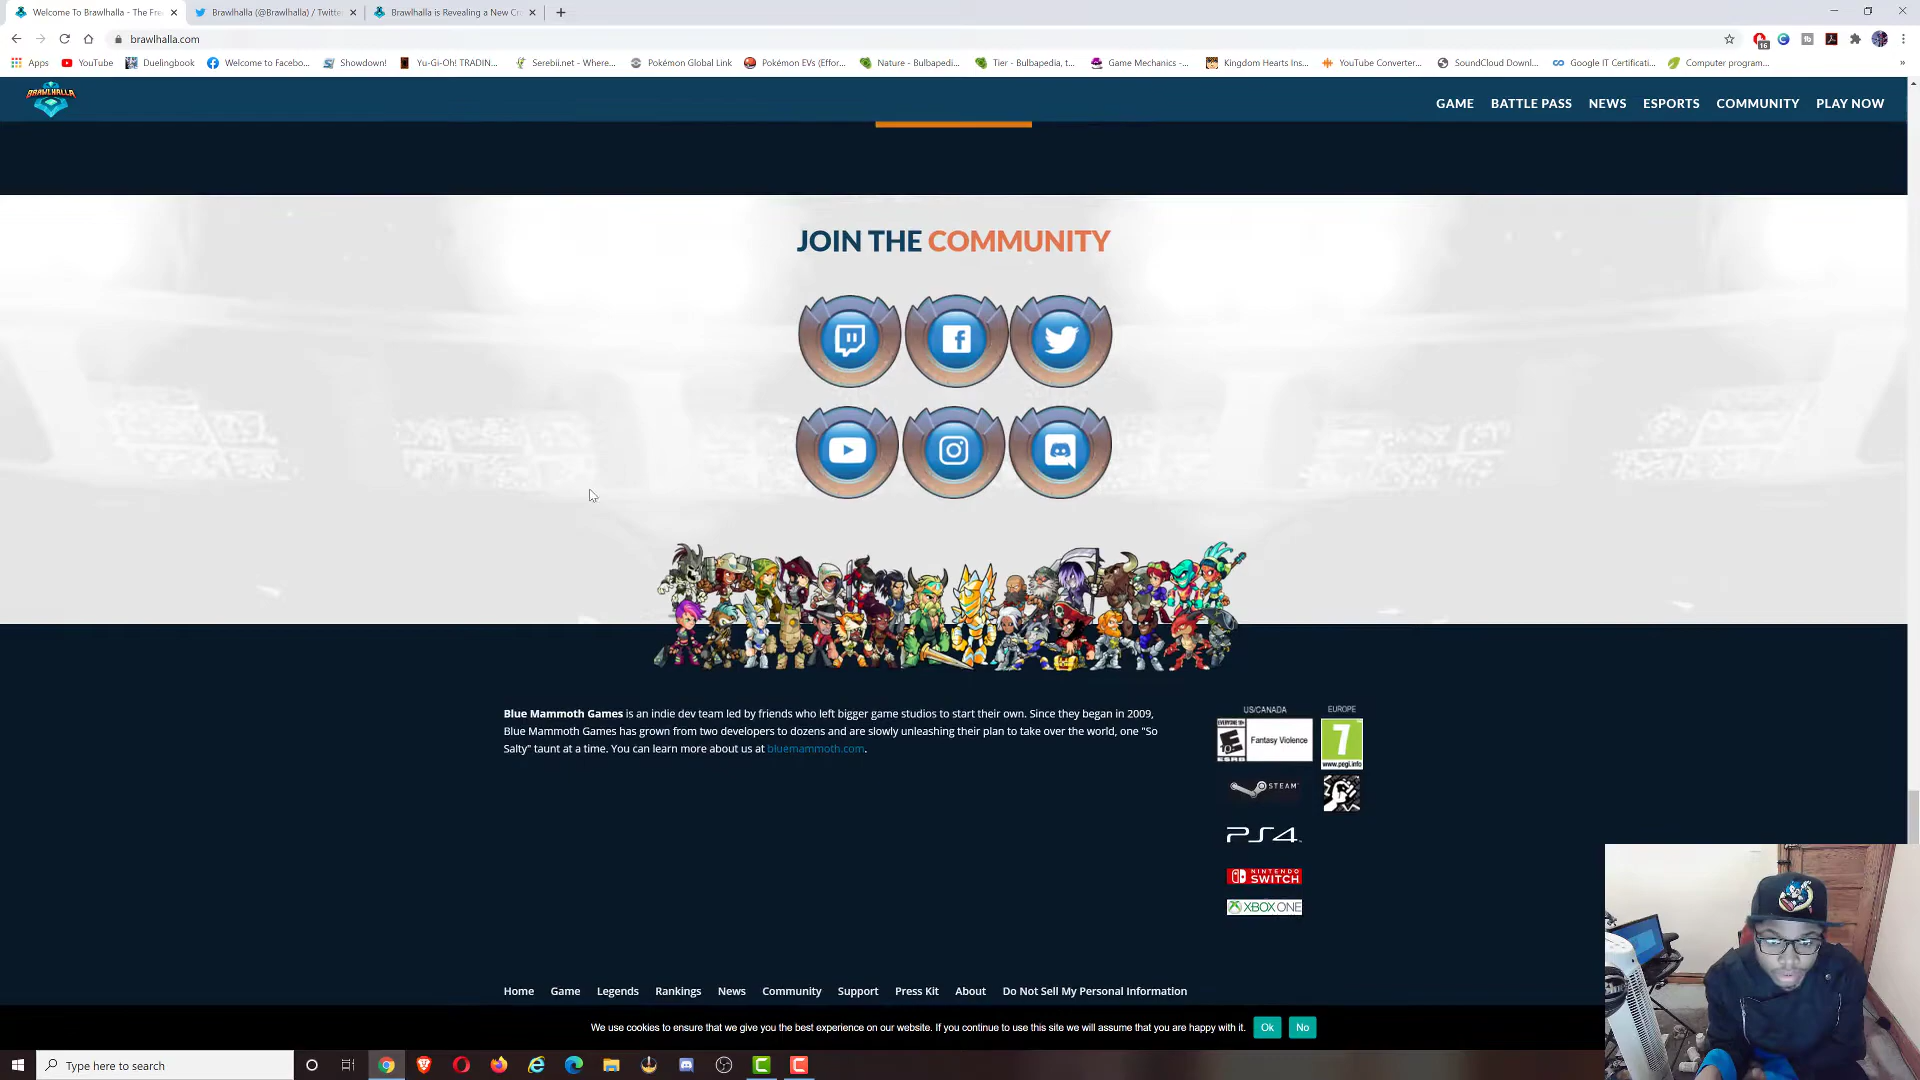 Welcome To Brawlhalla - The Fre
Brawlhalla (@Brawlhalla) / Twitte
Brawlhalla is Revealing a New Cr
brawlhalla.com
16
Apps
YouTube
Duelingbook
Welcome to Facebo...
Showdown!
Yu-Gi-Oh! TRADIN...
Serebii.net - Where...
Pokémon Global Link
Pokémon EVs (Effor...
Nature - Bulbapedi...
Tier - Bulbapedia, t...
Game Mechanics -...
Kingdom Hearts Ins...
YouTube Converter...
SoundCloud Downl...
Google IT Certificati...
Computer program...
BRAWLHALLA
GAME
BATTLE PASS
NEWS
ESPORTS
COMMUNITY
PLAY NOW
JOIN THE COMMUNITY
Blue Mammoth Games is an indie dev team led by friends who left bigger game studios to start their own. Since they began in 2009,
Blue Mammoth Games has grown from two developers to dozens and are slowly unleashing their plan to take over the world, one "So
Salty" taunt at a time. You can learn more about us at bluemammoth.com.
US/CANADA
EUROPE
EVERYONE 10+
E
10+
ESRB
Fantasy Violence
7
www.pegi.info
STEAM
PS4
NINTENDO
SWITCH
XBOX ONE
Home
Game
Legends
Rankings
News
Community
Support
Press Kit
About
Do Not Sell My Personal Information
We use cookies to ensure that we give you the best experience on our website. If you continue to use this site we will assume that you are happy with it.
Ok
No
Type here to search